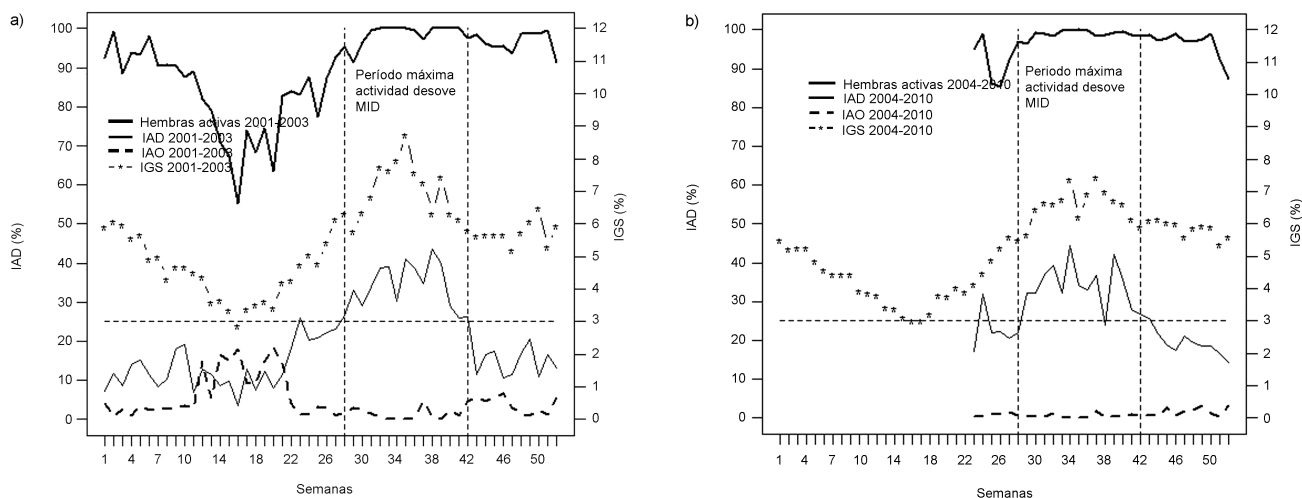 a)
100
90
80
70
60
50
40
30
20
10
0
IAD (%)
12
11
10
9
8
7
6
5
4
3
2
1
0
IGS (%)
Período máxima
actividad desove
MID
Hembras activas 2001-2003
IAD 2001-2003
IAO 2001-2003
IGS 2001-2003
1 4 7 10 14 18 22 26 30 34 38 42 46 50
Semanas
b)
100
90
80
70
60
50
40
30
20
10
0
IAD (%)
12
11
10
9
8
7
6
5
4
3
2
1
0
IGS (%)
Periodo máxima
actividad desove
MID
Hembras activas 2004-2010
IAD 2004-2010
IAO 2004-2010
IGS 2004-2010
1 4 7 10 14 18 22 26 30 34 38 42 46 50
Semanas